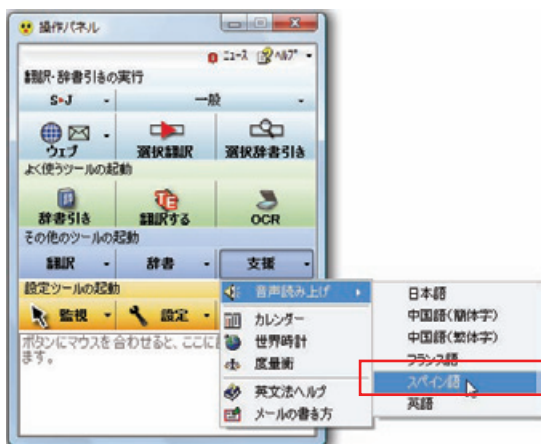 操作パネル
ニュース ヘルプ
翻訳・辞書引きの実行
S▸J 一般
ウェブ 選択翻訳 選択辞書引き
よく使うツールの起動
辞書引き 翻訳する OCR
その他のツールの起動
翻訳 辞書 支援
設定ツールの起動
監視 設定
ボタンにマウスを合わせると、ここに
ます。
音声読み上げ
カレンダー
世界時計
度量衡
英文法ヘルプ
メールの書き方
日本語
中国語(簡体字)
中国語(繁体字)
フランス語
スペイン語
英語